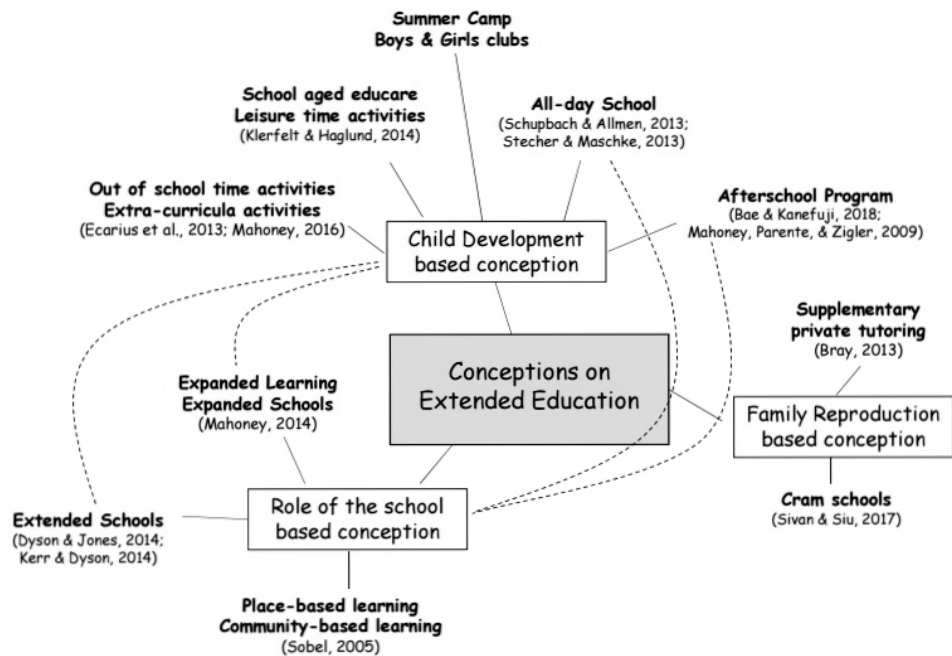 Summer Camp
Boys & Girls clubs
School aged educare
Leisure time activities
(Klerfelt & Haglund, 2014)
All-day School
(Schupbach & Allmen, 2013;
Stecher & Maschke, 2013)
Out of school time activities
Extra-curricula activities
(Ecarius et al., 2013; Mahoney, 2016)
Afterschool Program
(Bae & Kanefuji, 2018;
Mahoney, Parente, & Zigler, 2009)
Child Development
based conception
Supplementary
private tutoring
(Bray, 2013)
Conceptions on
Extended Education
Expanded Learning
Expanded Schools
(Mahoney, 2014)
Family Reproduction
based conception
Cram schools
(Sivan & Siu, 2017)
Role of the school
based conception
Extended Schools
(Dyson & Jones, 2014;
Kerr & Dyson, 2014)
Place-based learning
Community-based learning
(Sobel, 2005)